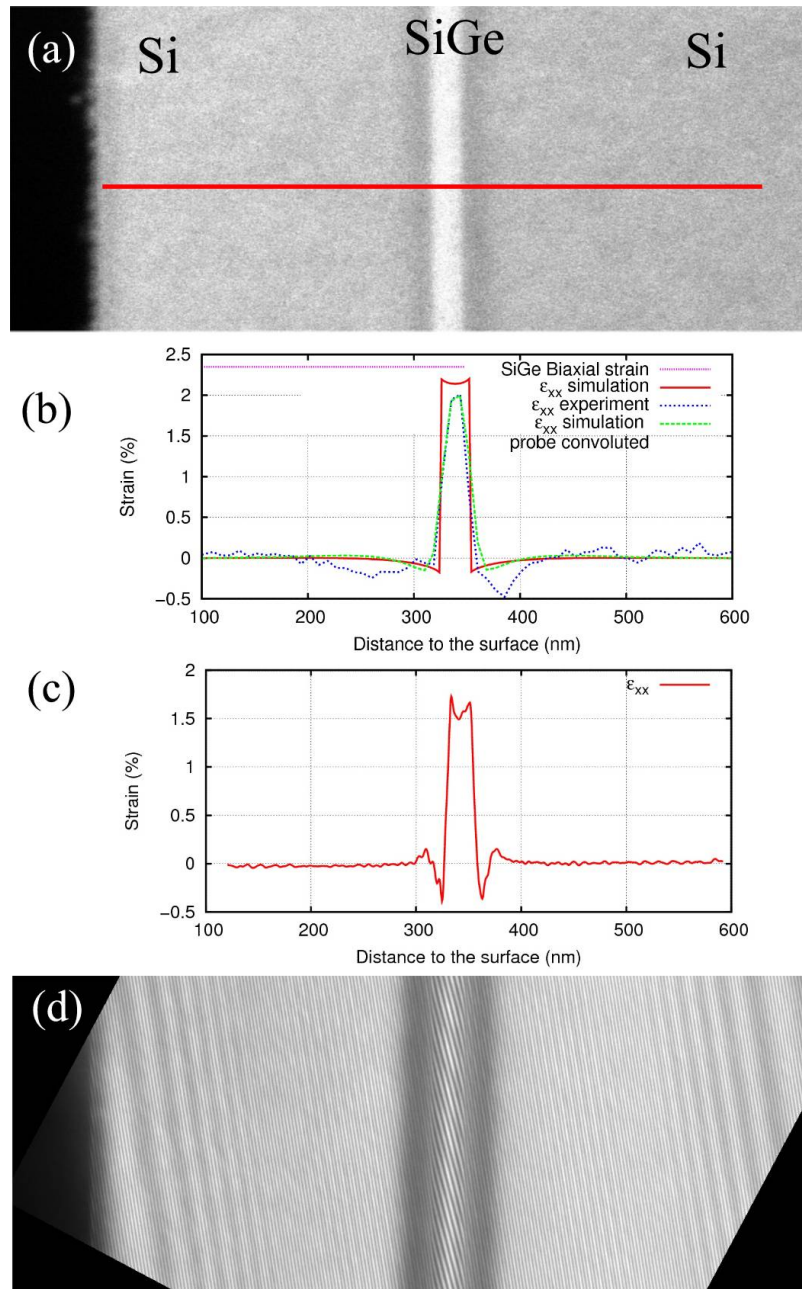 (a)
Si
SiGe
Si
(b)
2.5
2
1.5
1
0.5
0
−0.5
Strain (%)
SiGe Biaxial strain
εxx simulation
εxx experiment
εxx simulation
probe convoluted
100
200
300
400
500
600
Distance to the surface (nm)
(c)
2
1.5
1
0.5
0
−0.5
Strain (%)
εxx
100
200
300
400
500
600
Distance to the surface (nm)
(d)